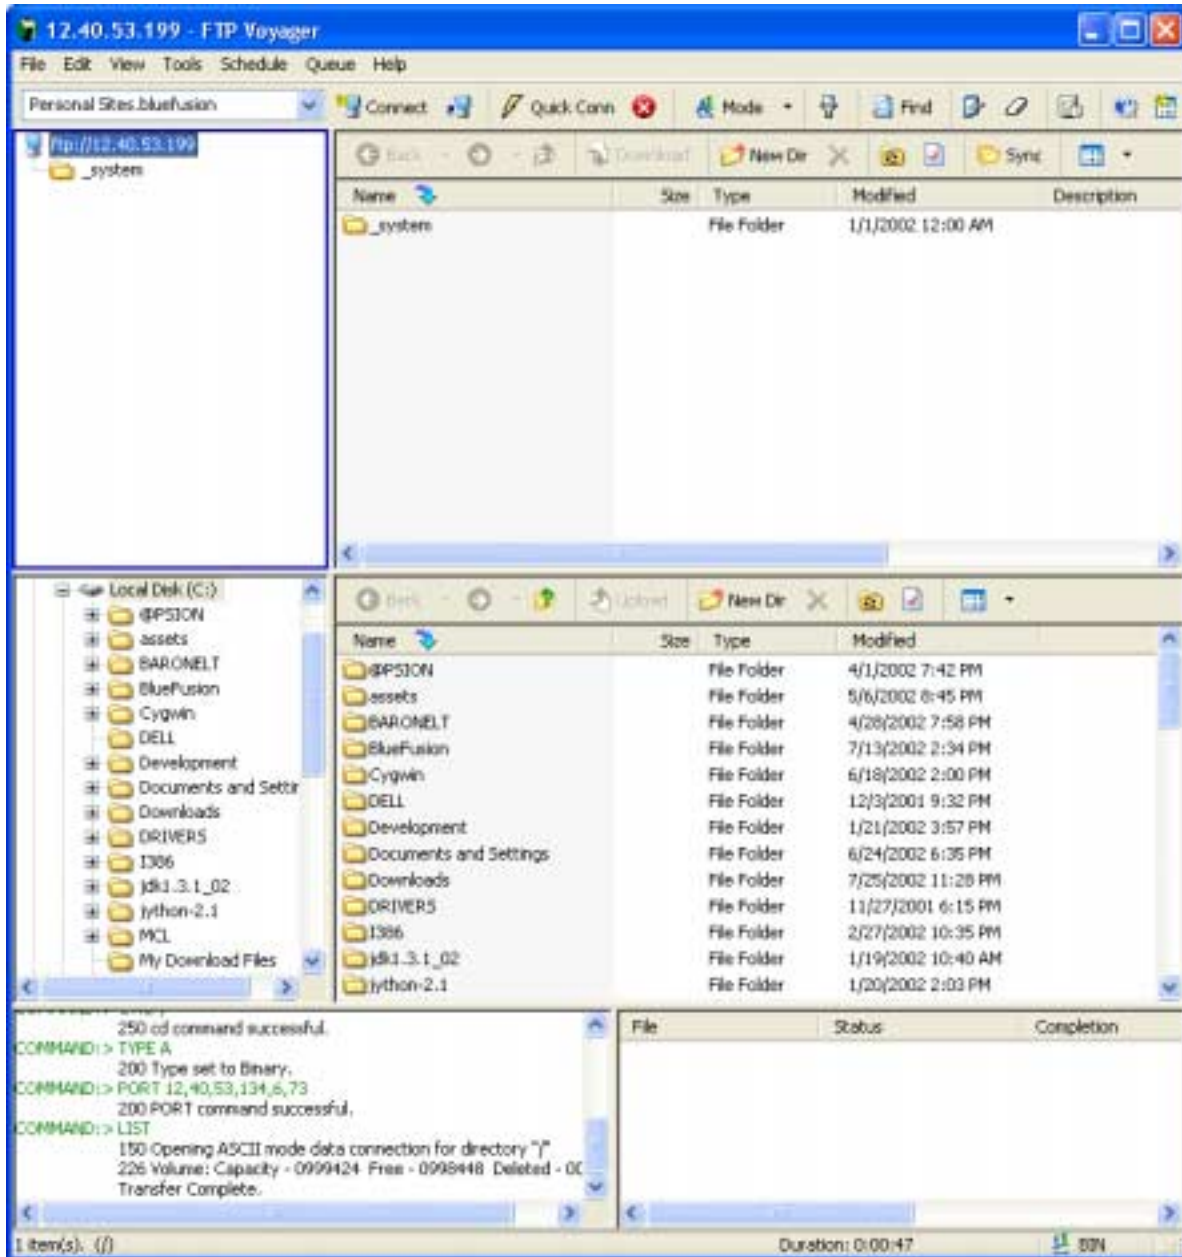 12.40.53.199 - FTP Voyager
File Edit View Tools Schedule Queue Help
Personal Sites.bluefusion Connect Quick Conn Mode Find
ftp://12.40.53.199
_system
Back Download New Dir Sync
Name Size Type Modified Description
_system File Folder 1/1/2002 12:00 AM
Local Disk (C:)
@PSION
assets
BARONELT
BlueFusion
Cygwin
DELL
Development
Documents and Settir
Downloads
DRIVERS
I386
jdk1.3.1_02
jython-2.1
MCL
My Download Files
Back Upload New Dir
Name Size Type Modified
@PSION File Folder 4/1/2002 7:42 PM
assets File Folder 5/6/2002 8:45 PM
BARONELT File Folder 4/28/2002 7:58 PM
BlueFusion File Folder 7/13/2002 2:34 PM
Cygwin File Folder 6/18/2002 2:00 PM
DELL File Folder 12/3/2001 9:32 PM
Development File Folder 1/21/2002 3:57 PM
Documents and Settings File Folder 6/24/2002 6:35 PM
Downloads File Folder 7/25/2002 11:28 PM
DRIVERS File Folder 11/27/2001 6:15 PM
I386 File Folder 2/27/2002 10:35 PM
jdk1.3.1_02 File Folder 1/19/2002 10:40 AM
jython-2.1 File Folder 1/20/2002 2:03 PM
250 cd command successful.
COMMAND:> TYPE A
200 Type set to Binary.
COMMAND:> PORT 12,40,53,134,6,73
200 PORT command successful.
COMMAND:> LIST
150 Opening ASCII mode data connection for directory "/"
226 Volume: Capacity - 0999424 Free - 0998448 Deleted - 00
Transfer Complete.
File Status Completion
1 item(s). (/) Duration: 0:00:47